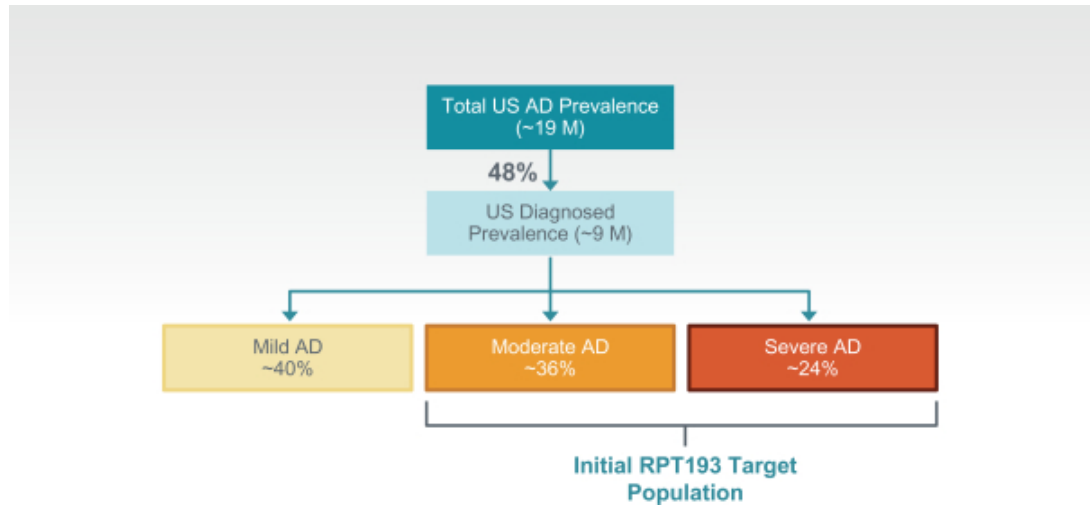 Total US AD Prevalence
(~19 M)
48%
US Diagnosed
Prevalence (~9 M)
Mild AD
~40%
Moderate AD
~36%
Severe AD
~24%
Initial RPT193 Target
Population